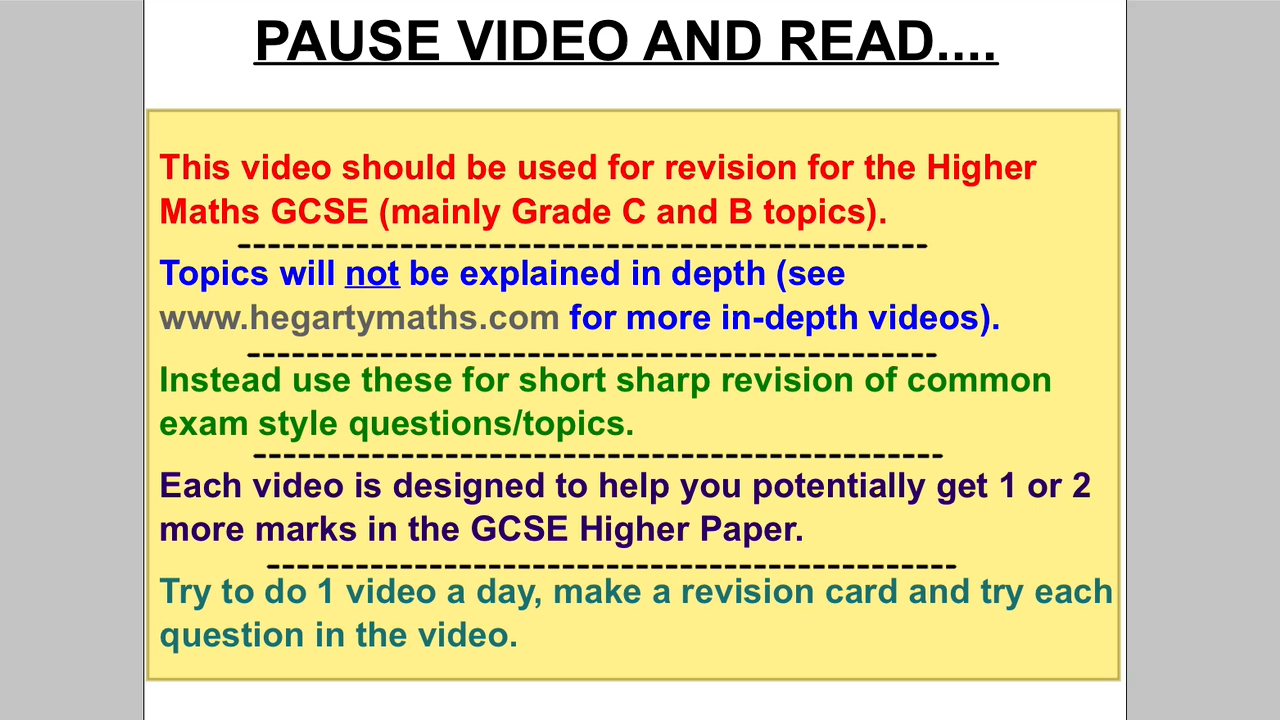 PAUSE VIDEO AND READ....
This video should be used for revision for the Higher
Maths GCSE (mainly Grade C and B topics).
Topics will not be explained in depth (see
www.hegartymaths.com for more in-depth videos).
Instead use these for short sharp revision of common
exam style questions/topics.
Each video is designed to help you potentially get 1 or 2
more marks in the GCSE Higher Paper.
Try to do 1 video a day, make a revision card and try each
question in the video.